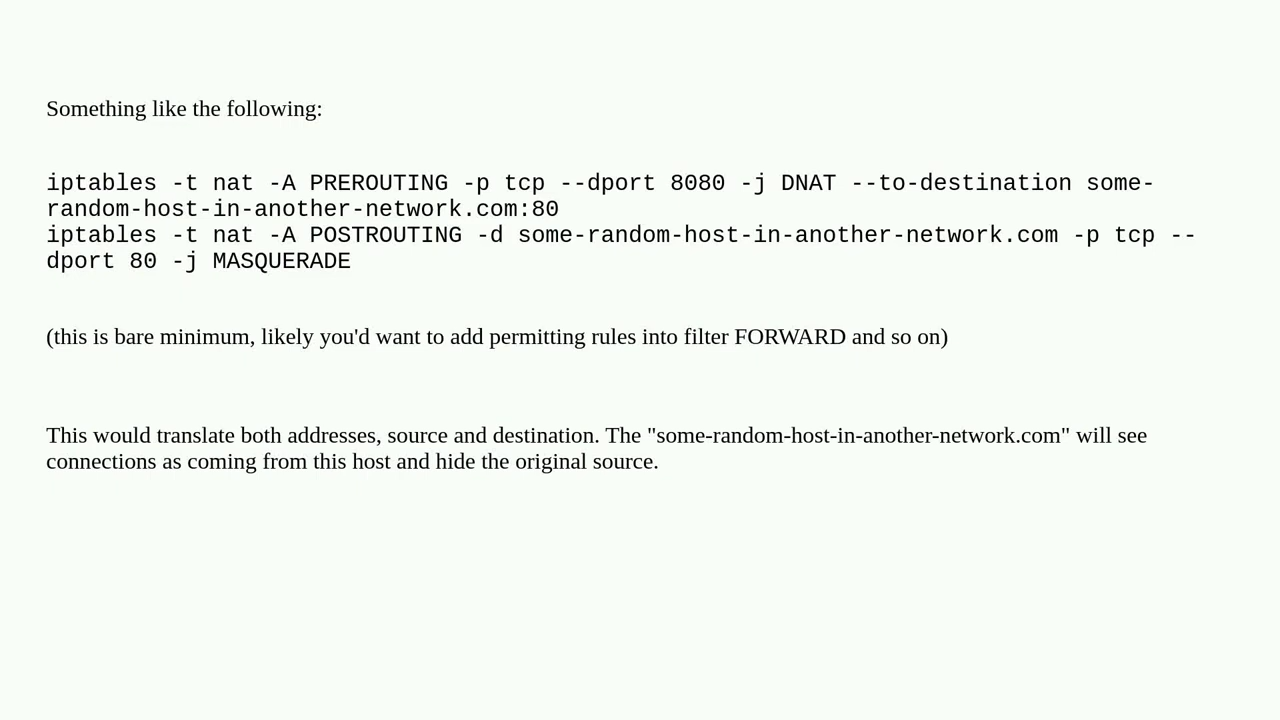 Something like the following:
iptables -t nat -A PREROUTING -p tcp --dport 8080 -j DNAT --to-destination some-
random-host-in-another-network.com:80
iptables -t nat -A POSTROUTING -d some-random-host-in-another-network.com -p tcp --
dport 80 -j MASQUERADE
(this is bare minimum, likely you'd want to add permitting rules into filter FORWARD and so on)
This would translate both addresses, source and destination. The "some-random-host-in-another-network.com" will see
connections as coming from this host and hide the original source.